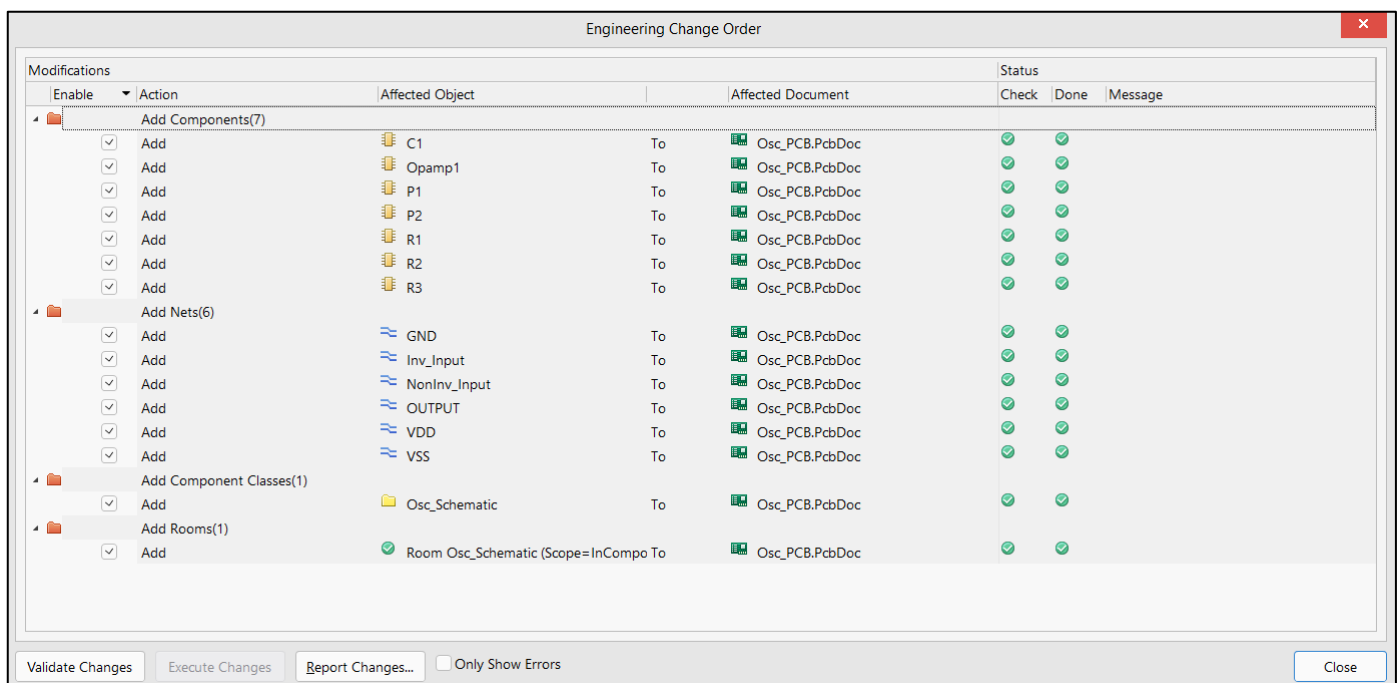 Engineering Change Order
Modifications Status
Enable Action Affected Object Affected Document Check Done Message
Add Components(7)
Add C1 To Osc_PCB.PcbDoc
Add Opamp1 To Osc_PCB.PcbDoc
Add P1 To Osc_PCB.PcbDoc
Add P2 To Osc_PCB.PcbDoc
Add R1 To Osc_PCB.PcbDoc
Add R2 To Osc_PCB.PcbDoc
Add R3 To Osc_PCB.PcbDoc
Add Nets(6)
Add GND To Osc_PCB.PcbDoc
Add Inv_Input To Osc_PCB.PcbDoc
Add NonInv_Input To Osc_PCB.PcbDoc
Add OUTPUT To Osc_PCB.PcbDoc
Add VDD To Osc_PCB.PcbDoc
Add VSS To Osc_PCB.PcbDoc
Add Component Classes(1)
Add Osc_Schematic To Osc_PCB.PcbDoc
Add Rooms(1)
Add Room Osc_Schematic (Scope=InCompo To Osc_PCB.PcbDoc
Validate Changes Execute Changes Report Changes... Only Show Errors Close